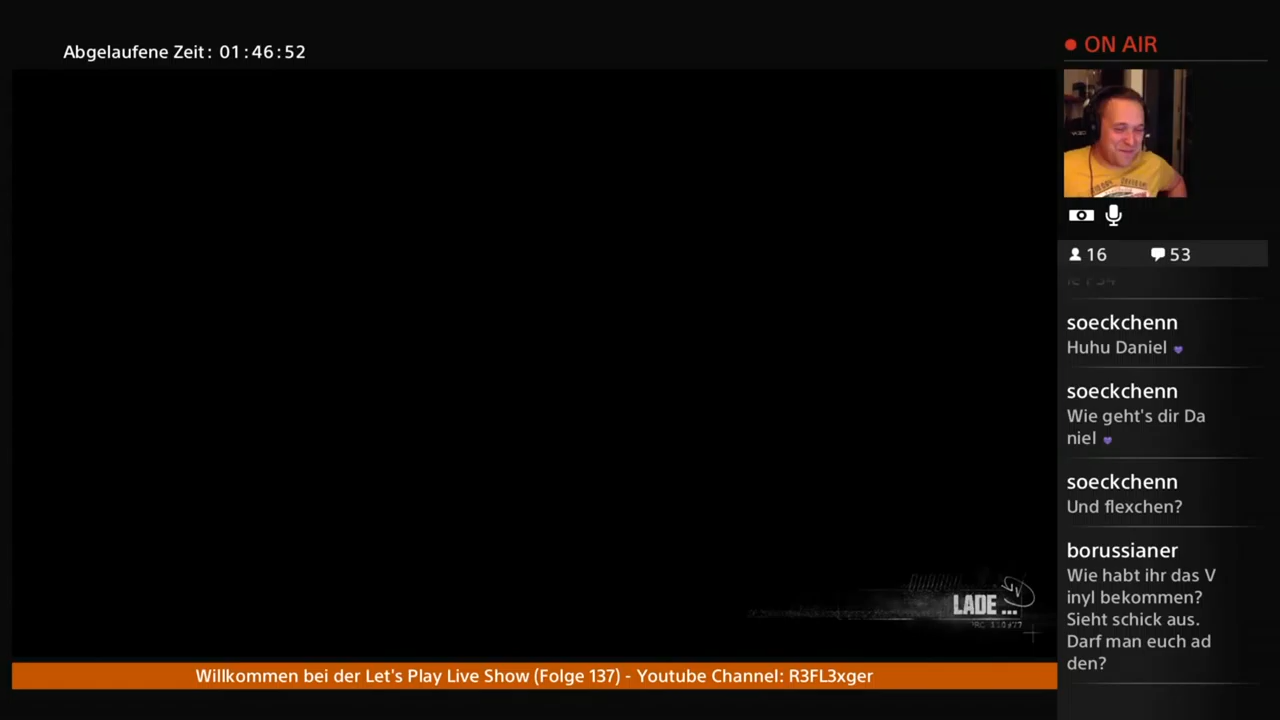 Abgelaufene Zeit: 01:46:52
ON AIR
16 53
soeckchenn
Huhu Daniel 💜
soeckchenn
Wie geht's dir Da
niel 💜
soeckchenn
Und flexchen?
borussianer
Wie habt ihr das V
inyl bekommen?
Sieht schick aus.
Darf man euch ad
den?
LADE ...
Willkommen bei der Let's Play Live Show (Folge 137) - Youtube Channel: R3FL3xger